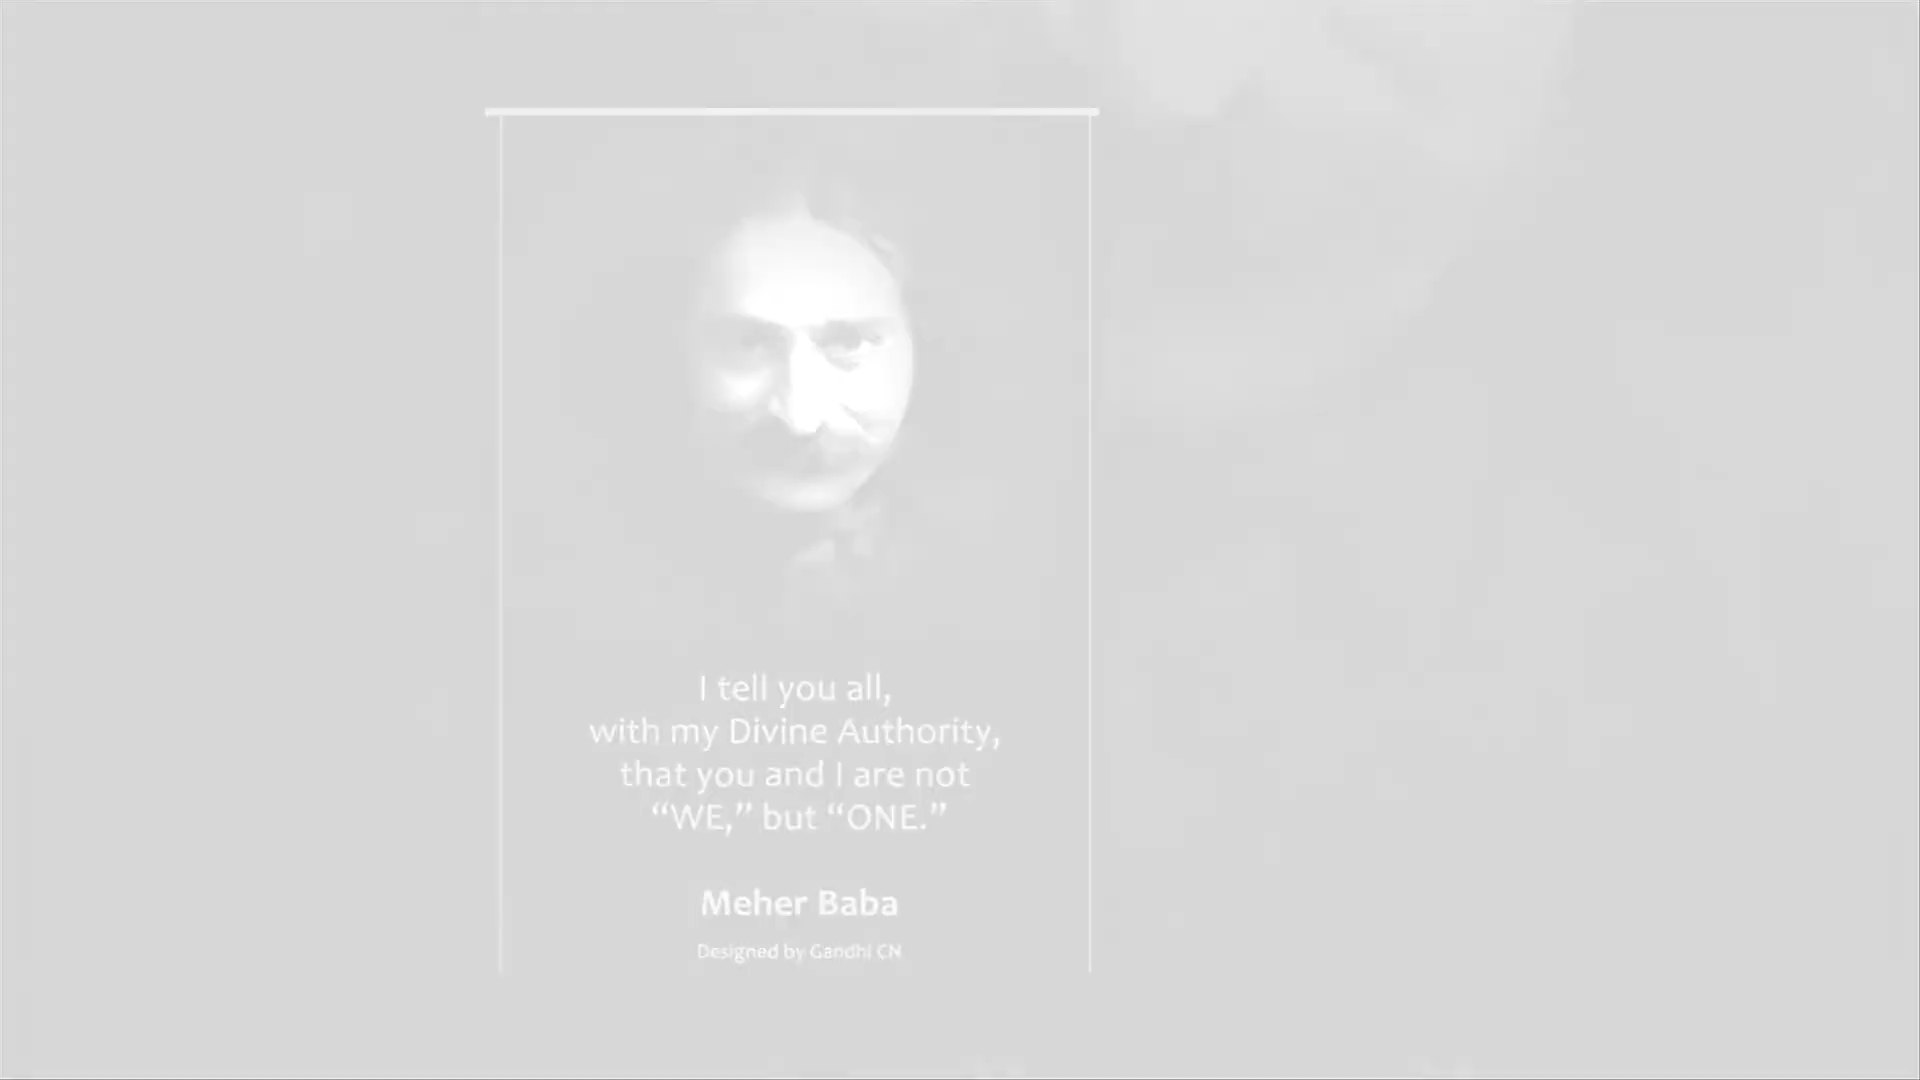 I tell you all,
with my Divine Authority,
that you and I are not
“WE,” but “ONE.”
Meher Baba
Designed by Gandhi CN